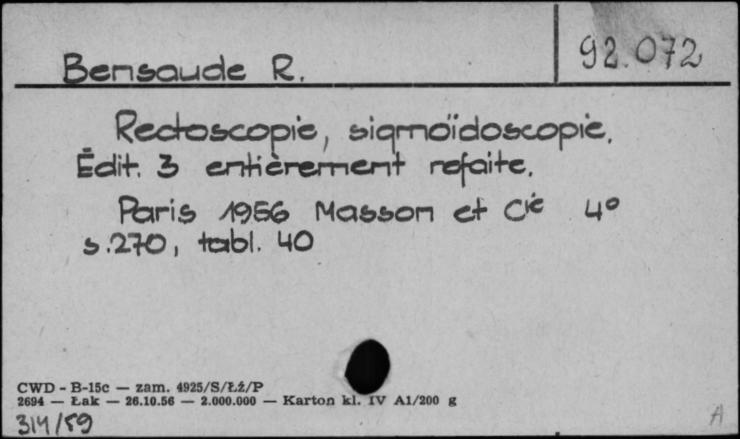 Bensaude R.
92.072
Rectoscopie, sigmoïdoscopie.
Édit. 3 entièrement refaite.
Paris 1956 Masson et Cie 4°
s.270, tabl. 40
CWD - B-15c — zam. 4925/S/Łż/P
2694 — Łak — 26.10.56 — 2.000.000 — Karton kl. IV A1/200 g
314/59
A